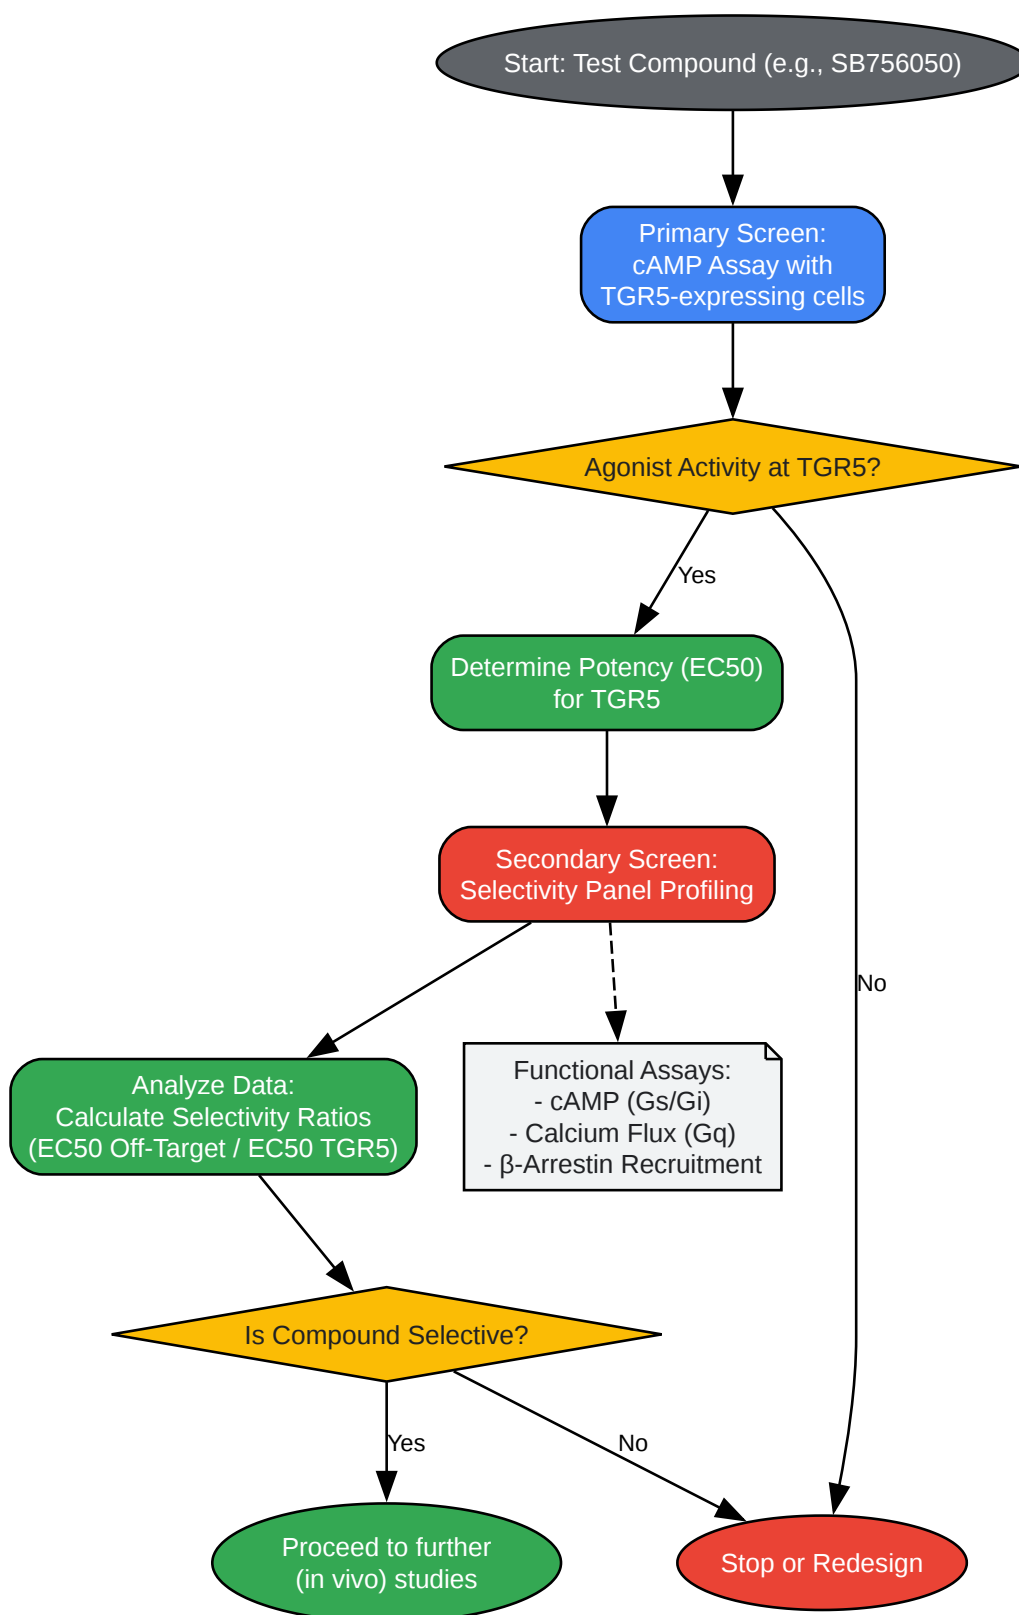 Start: Test Compound (e.g., SB756050)
Primary Screen:
cAMP Assay with
TGR5-expressing cells
Agonist Activity at TGR5?
Yes
Determine Potency (EC50)
for TGR5
Secondary Screen:
Selectivity Panel Profiling
No
Functional Assays:
- cAMP (Gs/Gi)
- Calcium Flux (Gq)
- β-Arrestin Recruitment
Analyze Data:
Calculate Selectivity Ratios
(EC50 Off-Target / EC50 TGR5)
Is Compound Selective?
Yes
No
Proceed to further
(in vivo) studies
Stop or Redesign